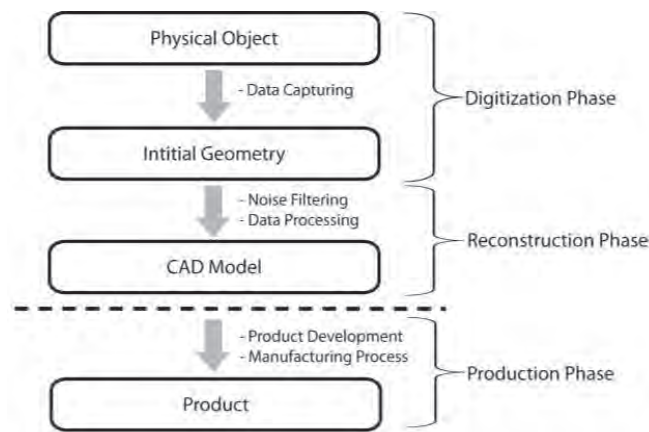 Physical Object
- Data Capturing
Digitization Phase
Intitial Geometry
- Noise Filtering
- Data Processing
Reconstruction Phase
CAD Model
- Product Development
- Manufacturing Process
Production Phase
Product